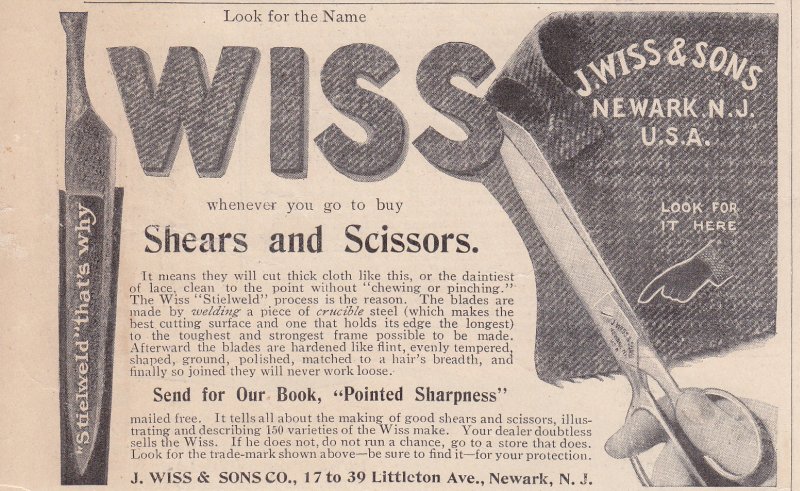 Look for the Name
WISS
J. WISS & SONS
NEWARK. N. J.
U.S.A.
LOOK FOR
IT HERE
whenever you go to buy
Shears and Scissors.
It means they will cut thick cloth like this, or the daintiest
of lace, clean to the point without "chewing or pinching."
The Wiss "Stielweld" process is the reason. The blades are
made by welding a piece of crucible steel (which makes the
best cutting surface and one that holds its edge the longest)
to the toughest and strongest frame possible to be made.
Afterward the blades are hardened like flint, evenly tempered,
shaped, ground, polished, matched to a hair's breadth, and
finally so joined they will never work loose.
Send for Our Book, "Pointed Sharpness"
mailed free. It tells all about the making of good shears and scissors, illus-
trating and describing 150 varieties of the Wiss make. Your dealer doubtless
sells the Wiss. If he does not, do not run a chance, go to a store that does.
Look for the trade-mark shown above—be sure to find it—for your protection.
J. WISS & SONS CO., 17 to 39 Littleton Ave., Newark, N. J.
"Stielweld" that's why